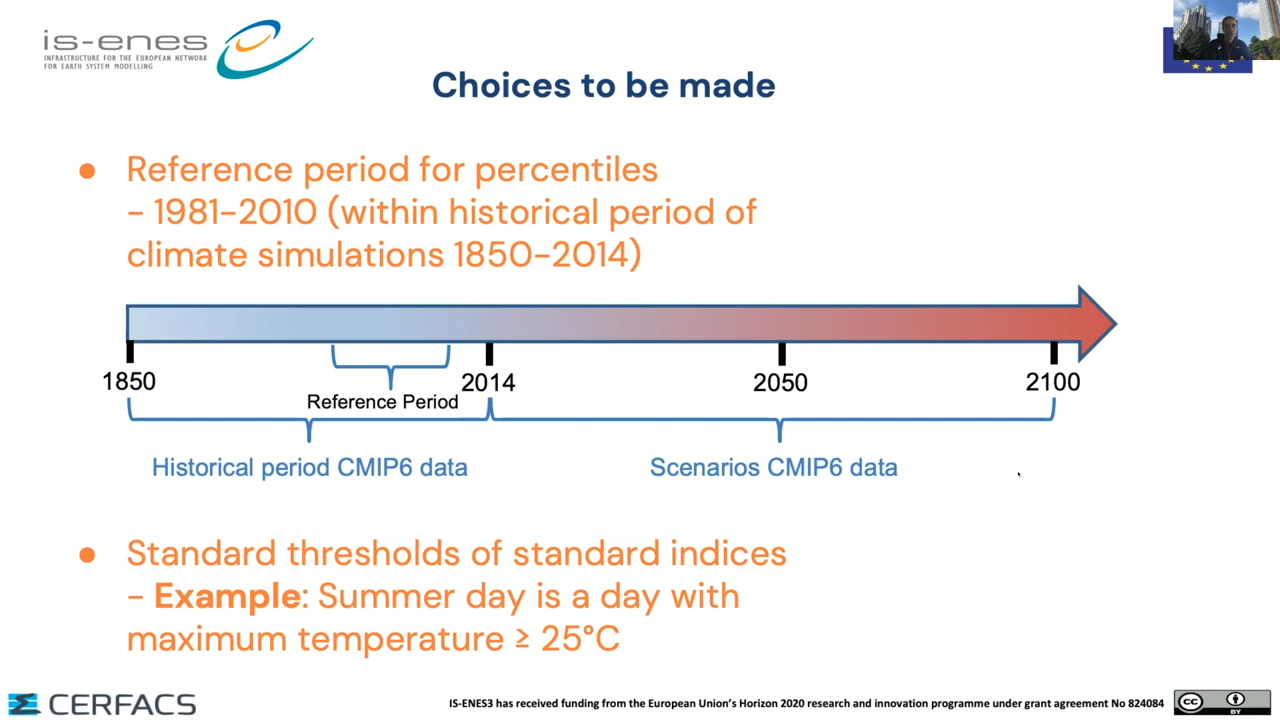 is-enes
INFRASTRUCTURE FOR THE EUROPEAN NETWORK
FOR EARTH SYSTEM MODELLING
Choices to be made
● Reference period for percentiles
- 1981-2010 (within historical period of
climate simulations 1850-2014)
1850 2014 2050 2100
Reference Period
Historical period CMIP6 data Scenarios CMIP6 data
● Standard thresholds of standard indices
- Example: Summer day is a day with
maximum temperature ≥ 25°C
CERFACS
IS-ENES3 has received funding from the European Union's Horizon 2020 research and innovation programme under grant agreement No 824084
cc BY